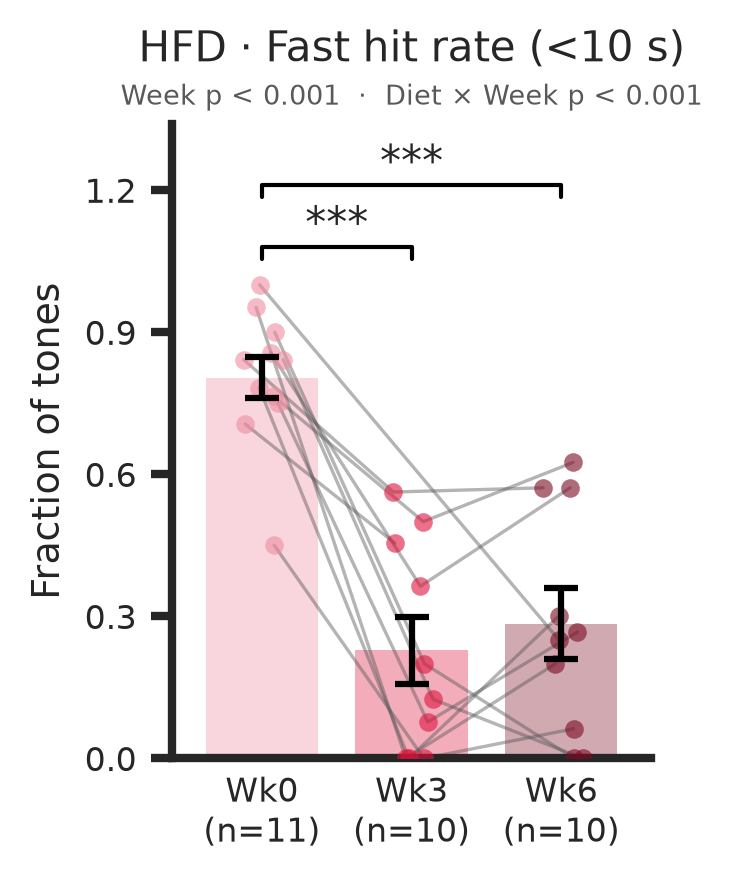 HFD · Fast hit rate (<10 s)
Week p < 0.001 · Diet × Week p < 0.001
***
***
1.2
0.9
0.6
0.3
0.0
Fraction of tones
Wk0 Wk3 Wk6
(n=11) (n=10) (n=10)